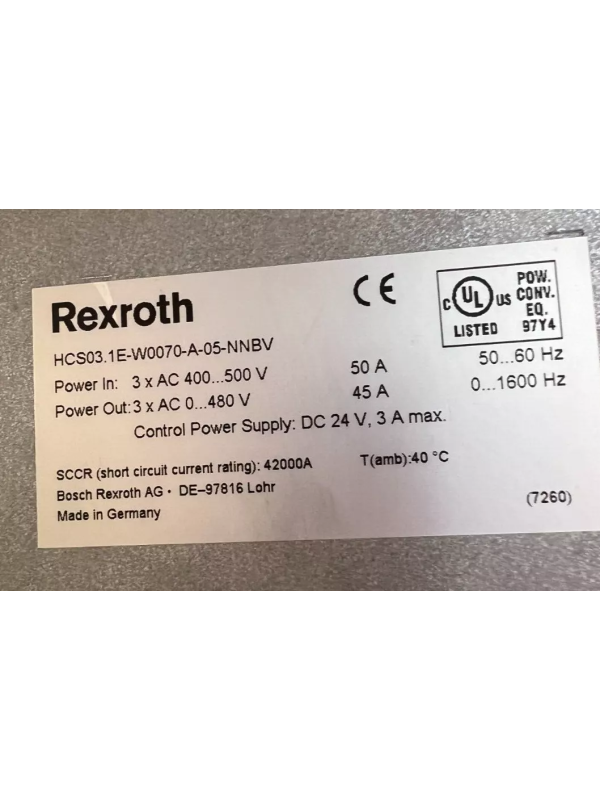 Rexroth
CE
C UL US
LISTED
POW.
CONV.
EQ.
97Y4
HCS03.1E-W0070-A-05-NNBV
Power In: 3 x AC 400...500 V 50 A 50...60 Hz
Power Out: 3 x AC 0...480 V 45 A 0...1600 Hz
Control Power Supply: DC 24 V, 3 A max.
SCCR (short circuit current rating): 42000A T(amb):40 °C
Bosch Rexroth AG · DE–97816 Lohr
Made in Germany (7260)